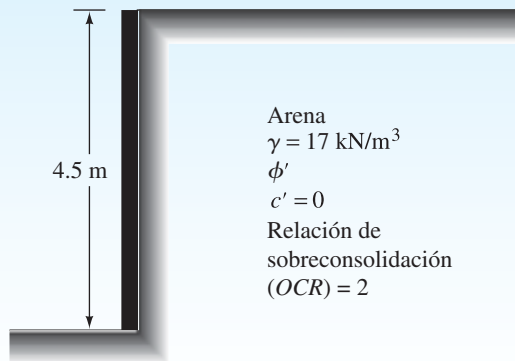 4.5 m
Arena
γ = 17 kN/m³
ϕ′
c′ = 0
Relación de
sobreconsolidación
(OCR) = 2